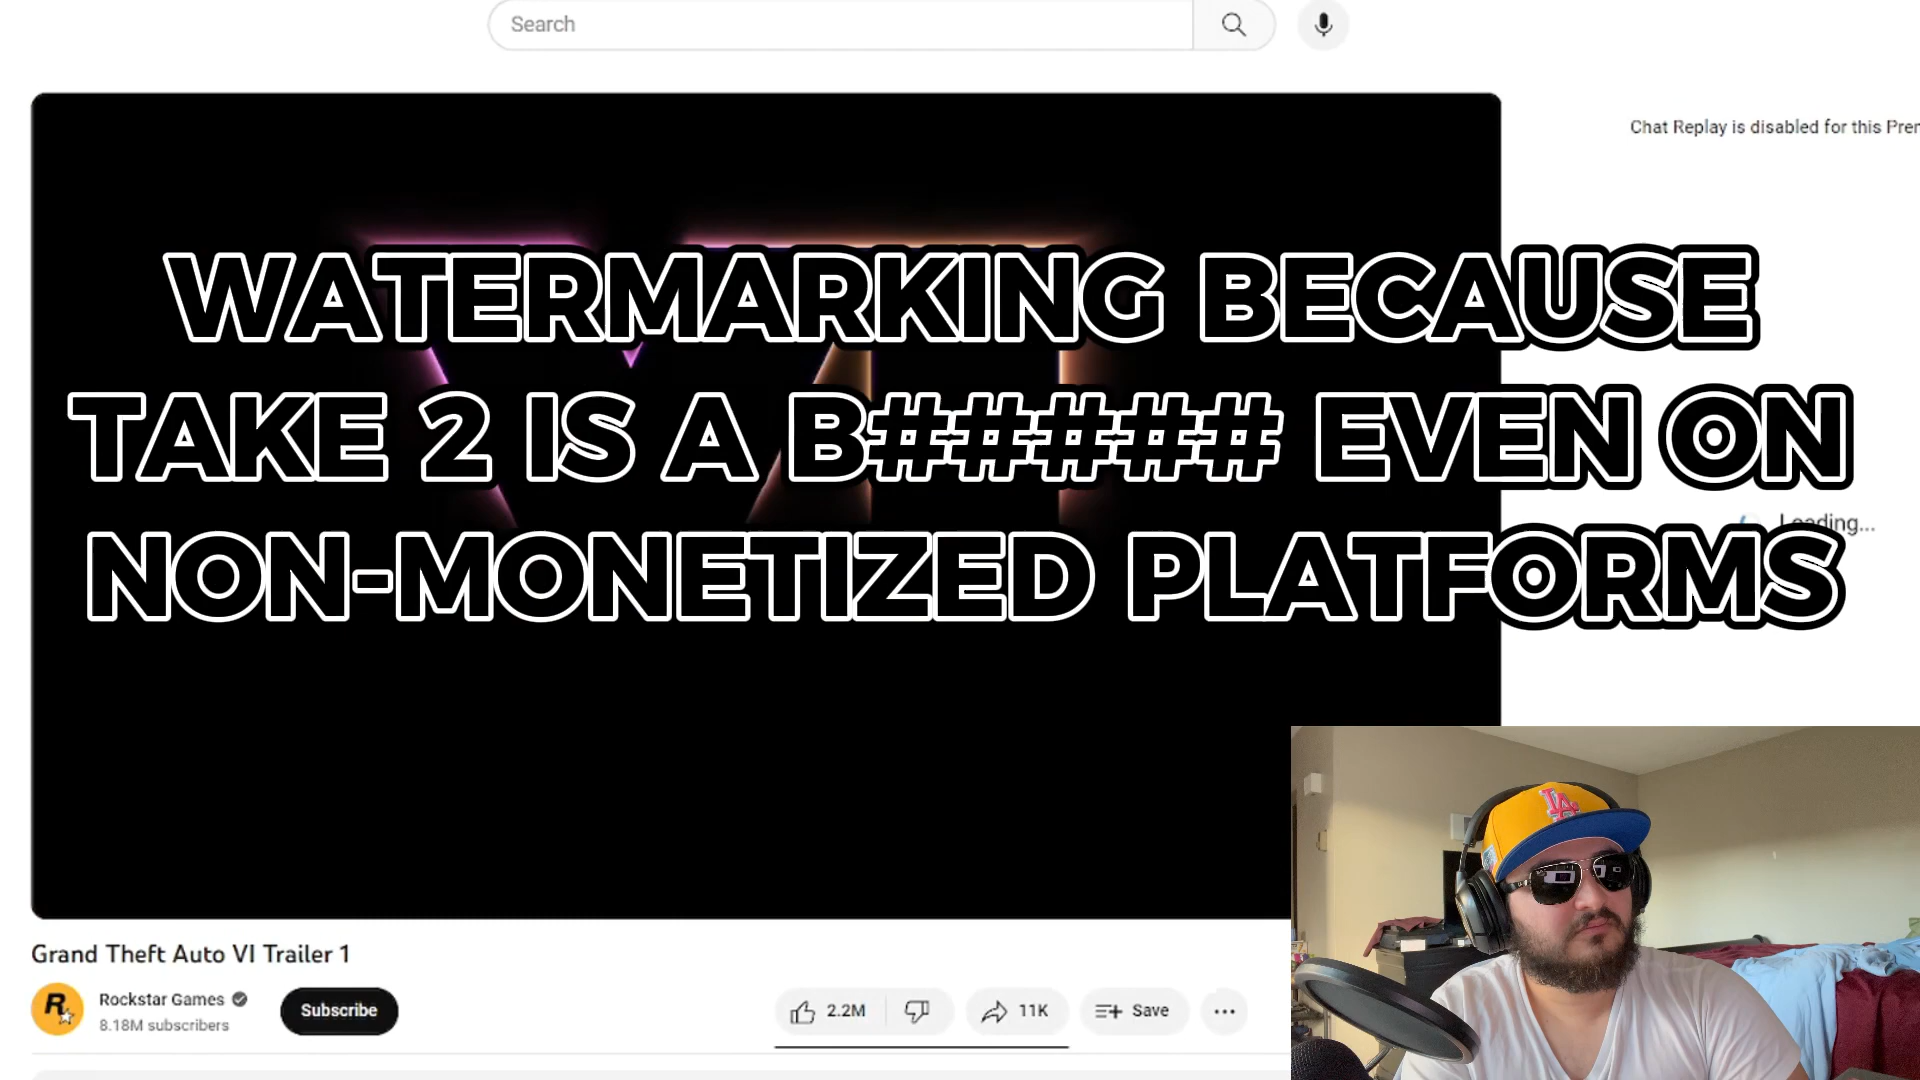 Search
Chat Replay is disabled for this Prer
WATERMARKING BECAUSE
TAKE 2 IS A B##### EVEN ON
NON-MONETIZED PLATFORMS
Loading...
Grand Theft Auto VI Trailer 1
Rockstar Games
8.18M subscribers
Subscribe
2.2M
11K
Save
LA